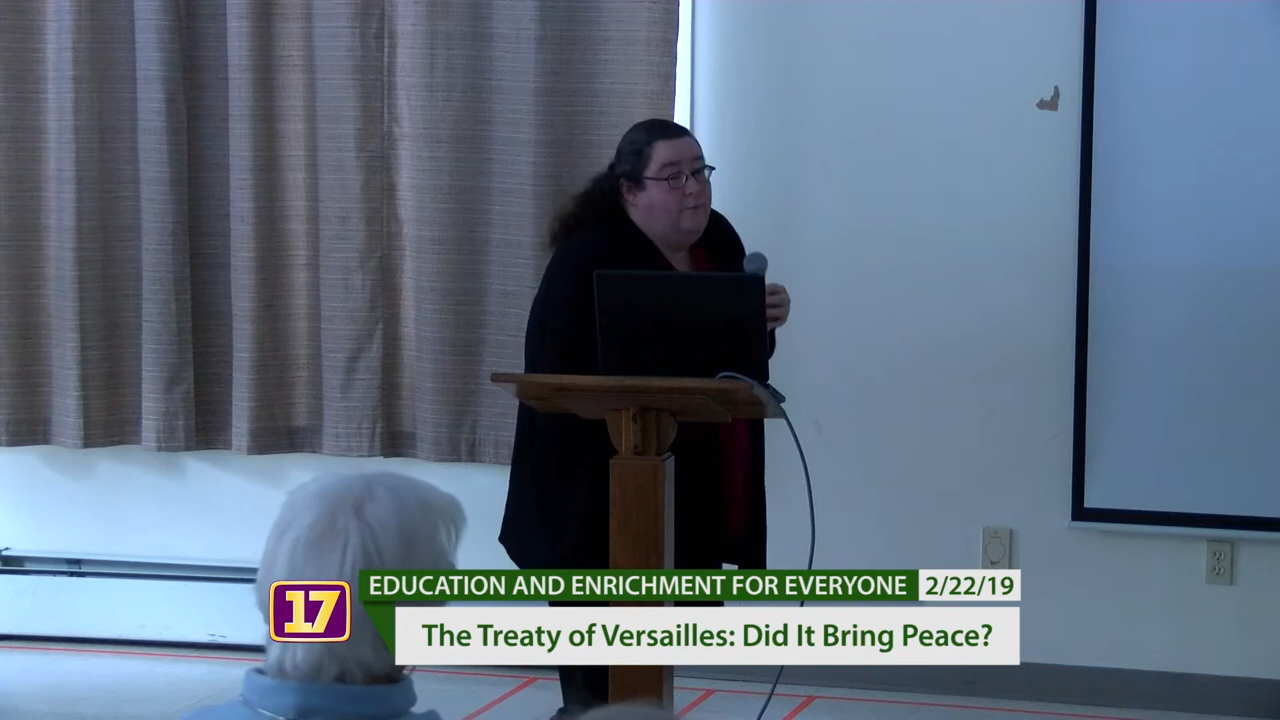 17
EDUCATION AND ENRICHMENT FOR EVERYONE 2/22/19
The Treaty of Versailles: Did It Bring Peace?